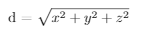 d = √x² + y² + z²